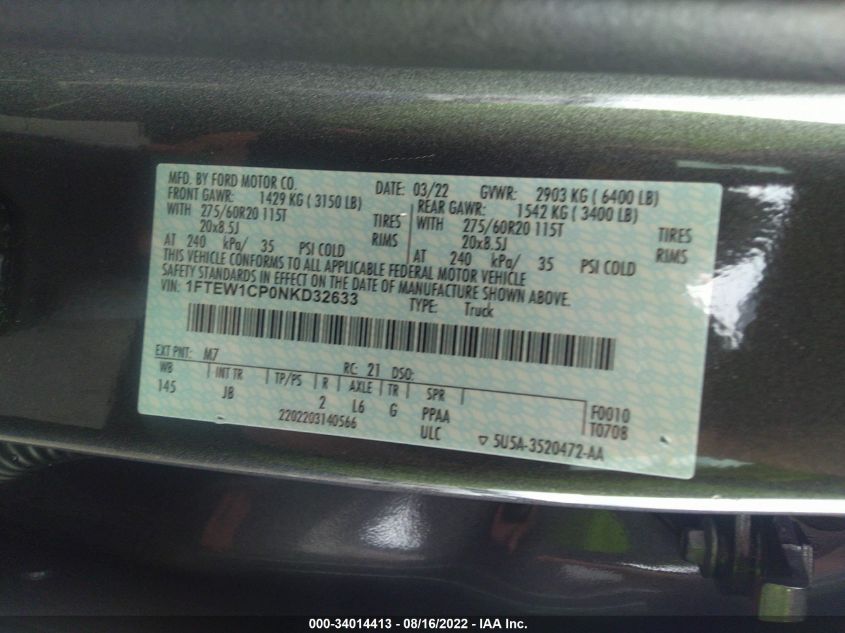 MFD. BY FORD MOTOR CO. DATE: 03/22 GVWR: 2903 KG ( 6400 LB)
FRONT GAWR: 1429 KG ( 3150 LB) REAR GAWR: 1542 KG ( 3400 LB)
WITH 275/60R20 115T TIRES WITH 275/60R20 115T TIRES
20x8.5J RIMS 20x8.5J RIMS
AT 240 kPa/ 35 PSI COLD AT 240 kPa/ 35 PSI COLD
THIS VEHICLE CONFORMS TO ALL APPLICABLE FEDERAL MOTOR VEHICLE
SAFETY STANDARDS IN EFFECT ON THE DATE OF MANUFACTURE SHOWN ABOVE.
VIN: 1FTEW1CP0NKD32633 TYPE: Truck
EXT PNT: M7 RC: 21 DSO:
WB INT TR TP/PS R AXLE TR SPR
145 J8 2 L6 G PPAA F0010
2202203140566 ULC T0708
▽ 5U5A-3520472-AA
000-34014413 - 08/16/2022 - IAA Inc.